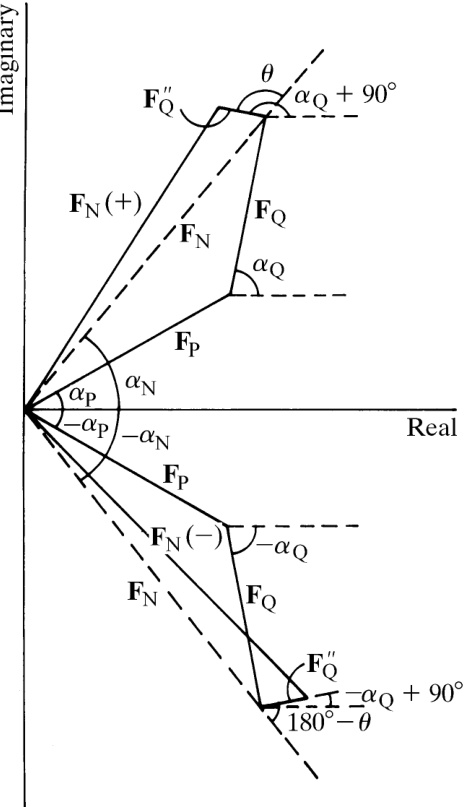 Imaginary
θ
F″Q
αQ + 90°
FN(+)
FQ
FN
αQ
FP
αN
αP
Real
−αP
−αN
FP
FN(−)
−αQ
FN
FQ
F″Q
−αQ + 90°
180°−θ